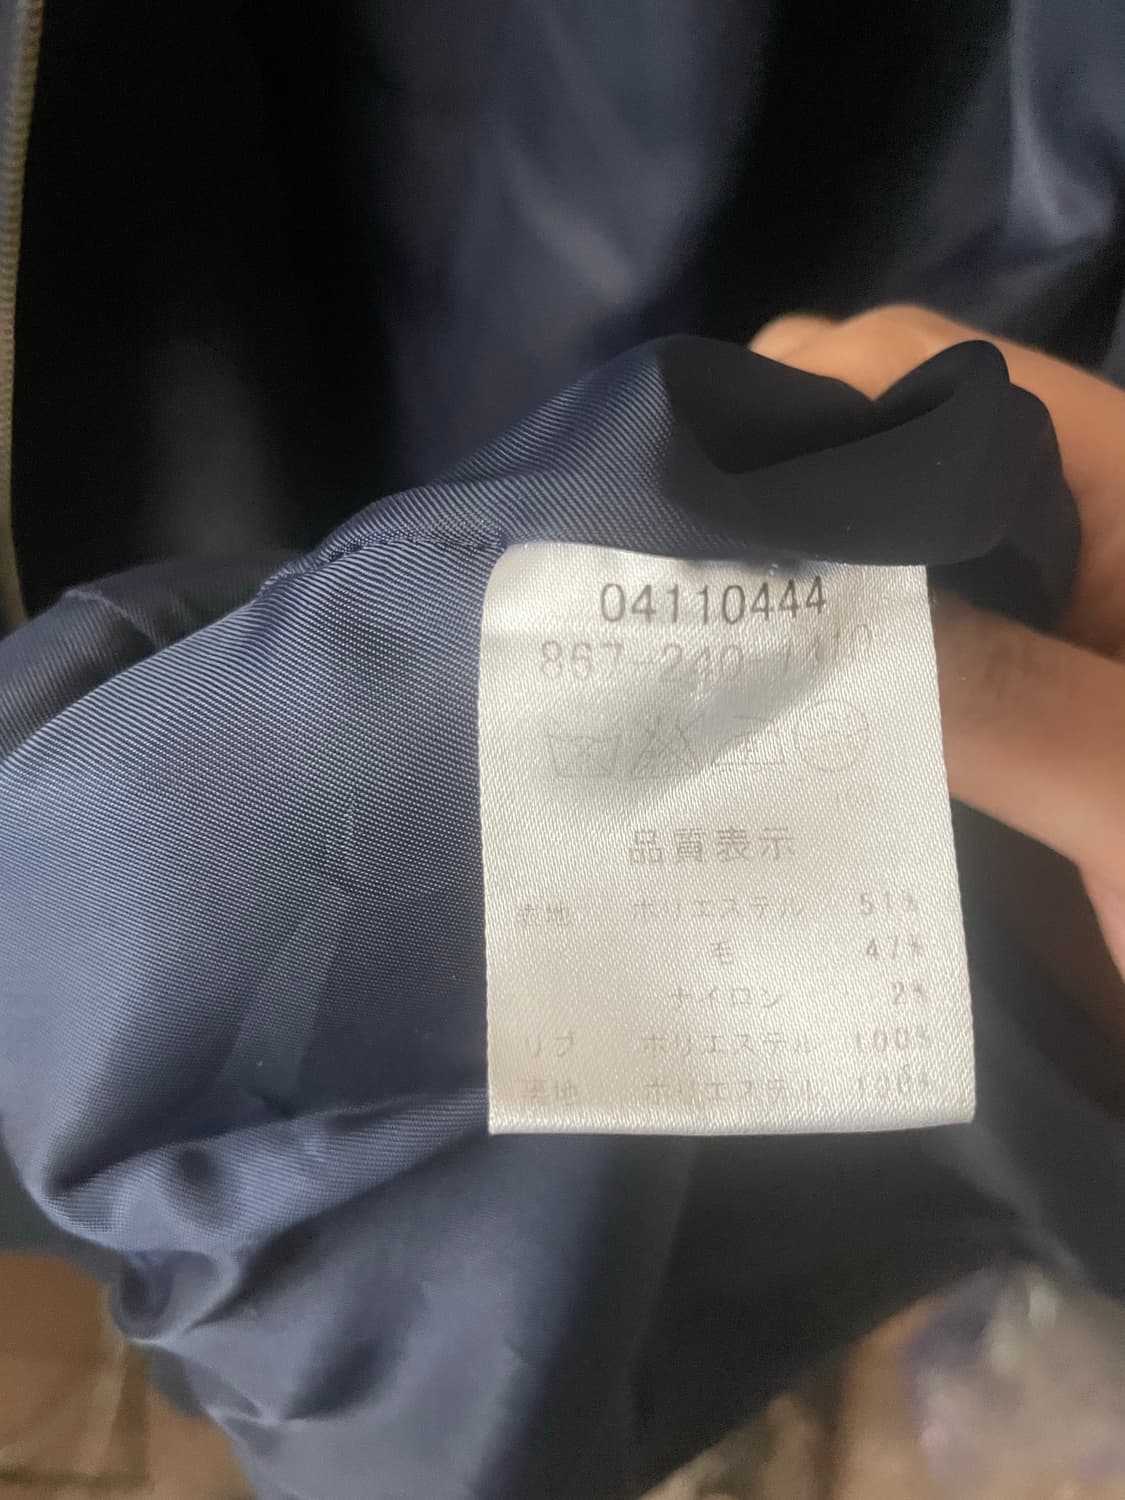 04110444
867-240-1110
品質表示
表地 ポリエステル 51%
毛 47%
ナイロン 2%
リブ ポリエステル 100%
裏地 ポリエステル 100%